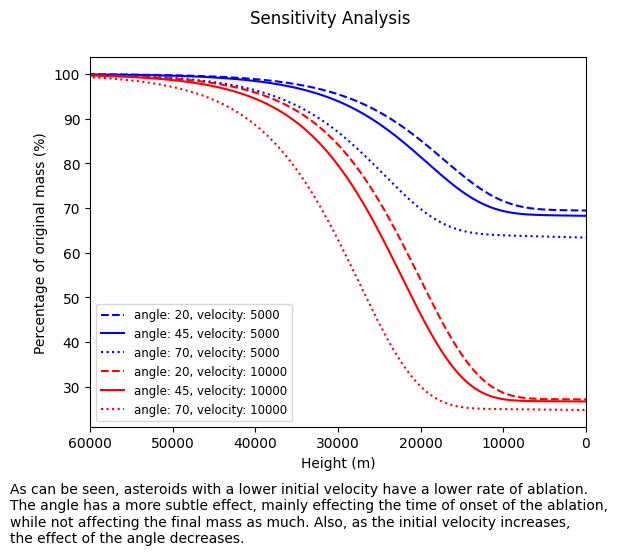 Sensitivity Analysis
Percentage of original mass (%)
100
90
80
70
60
50
40
30
angle: 20, velocity: 5000
angle: 45, velocity: 5000
angle: 70, velocity: 5000
angle: 20, velocity: 10000
angle: 45, velocity: 10000
angle: 70, velocity: 10000
60000 50000 40000 30000 20000 10000 0
Height (m)
As can be seen, asteroids with a lower initial velocity have a lower rate of ablation.
The angle has a more subtle effect, mainly effecting the time of onset of the ablation,
while not affecting the final mass as much. Also, as the initial velocity increases,
the effect of the angle decreases.